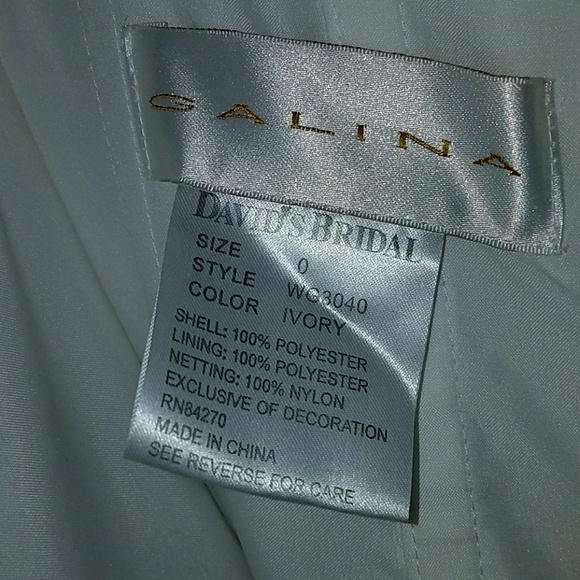 GALINA
DAVID'S BRIDAL
SIZE 0
STYLE WG3040
COLOR IVORY
SHELL: 100% POLYESTER
LINING: 100% POLYESTER
NETTING: 100% NYLON
EXCLUSIVE OF DECORATION
RN84270
MADE IN CHINA
SEE REVERSE FOR CARE